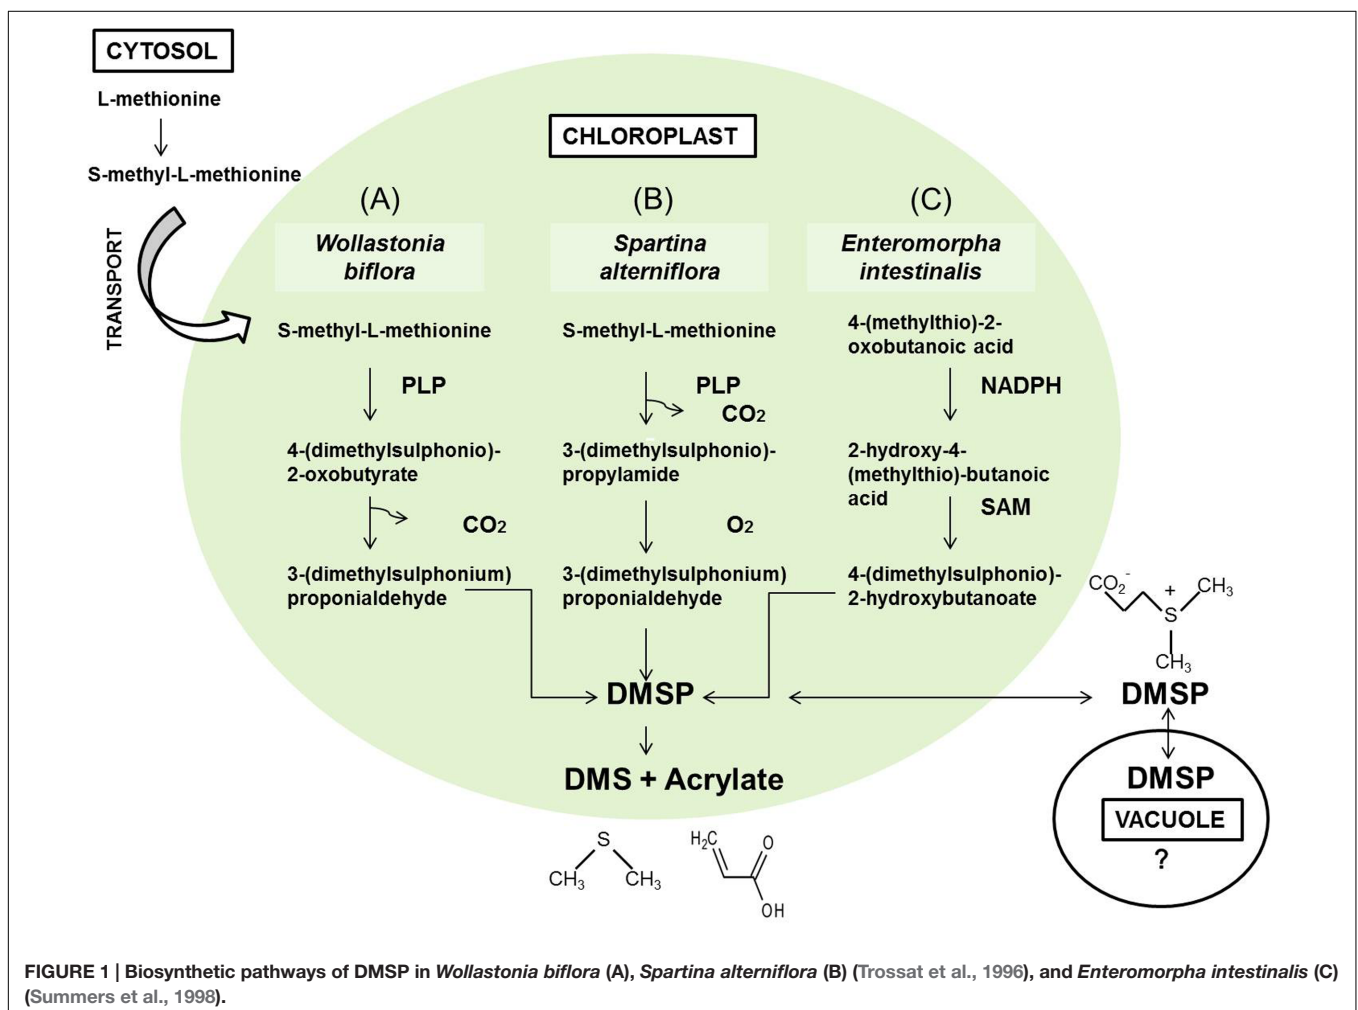 CYTOSOL
L-methionine
S-methyl-L-methionine
TRANSPORT
CHLOROPLAST
(A)
Wollastonia
biflora
S-methyl-L-methionine
PLP
4-(dimethylsulphonio)-
2-oxobutyrate
CO2
3-(dimethylsulphonium)
proponialdehyde
(B)
Spartina
alterniflora
S-methyl-L-methionine
PLP
CO2
3-(dimethylsulphonio)-
propylamide
O2
3-(dimethylsulphonium)
proponialdehyde
(C)
Enteromorpha
intestinalis
4-(methylthio)-2-
oxobutanoic acid
NADPH
2-hydroxy-4-
(methylthio)-butanoic
acid
SAM
4-(dimethylsulphonio)-
2-hydroxybutanoate
DMSP
DMS + Acrylate
S
CH3
CH3
H2C
O
OH
CO2-
+
S
CH3
CH3
DMSP
DMSP
VACUOLE
?
FIGURE 1 | Biosynthetic pathways of DMSP in Wollastonia biflora (A), Spartina alterniflora (B) (Trossat et al., 1996), and Enteromorpha intestinalis (C)
(Summers et al., 1998).